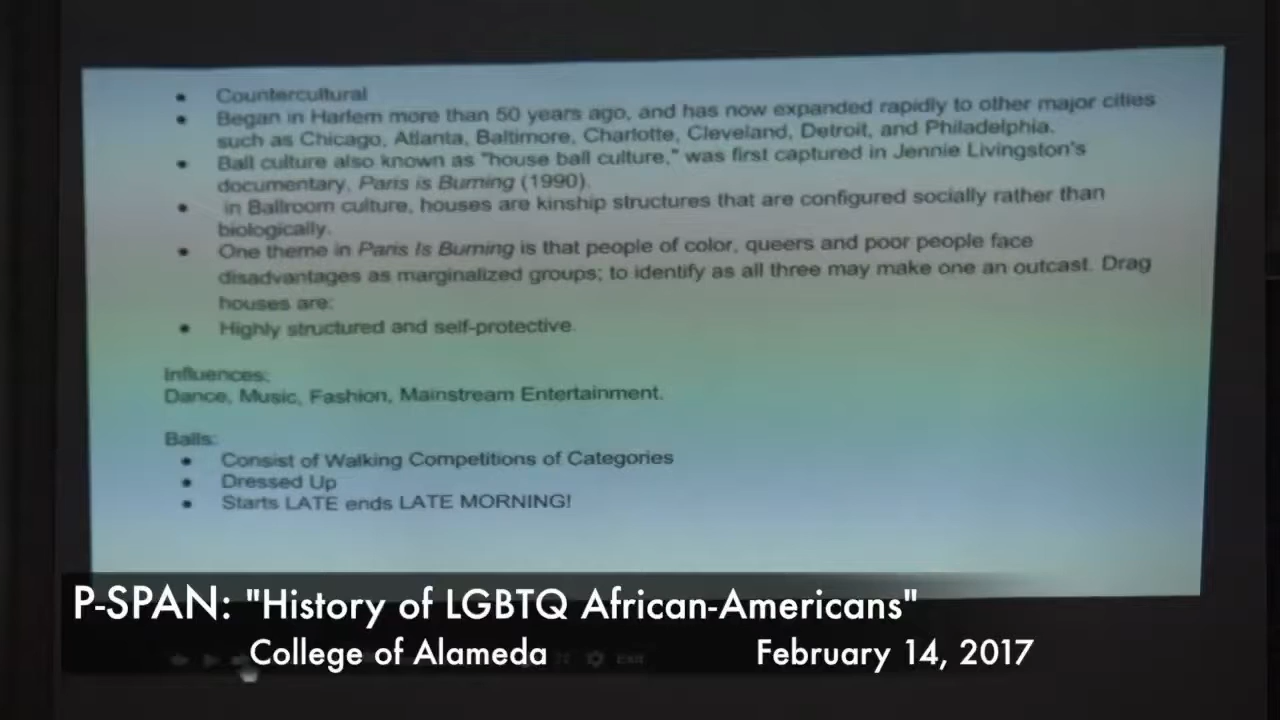 • Countercultural
• Began in Harlem more than 50 years ago, and has now expanded rapidly to other major cities
such as Chicago, Atlanta, Baltimore, Charlotte, Cleveland, Detroit, and Philadelphia.
• Ball culture also known as "house ball culture," was first captured in Jennie Livingston's
documentary, Paris is Burning (1990).
• in Ballroom culture, houses are kinship structures that are configured socially rather than
biologically.
• One theme in Paris Is Burning is that people of color, queers and poor people face
disadvantages as marginalized groups; to identify as all three may make one an outcast. Drag
houses are:
• Highly structured and self-protective.
Influences:
Dance, Music, Fashion, Mainstream Entertainment.
Balls:
• Consist of Walking Competitions of Categories
• Dressed Up
• Starts LATE ends LATE MORNING!
P-SPAN: "History of LGBTQ African-Americans"
College of Alameda February 14, 2017
EXIT